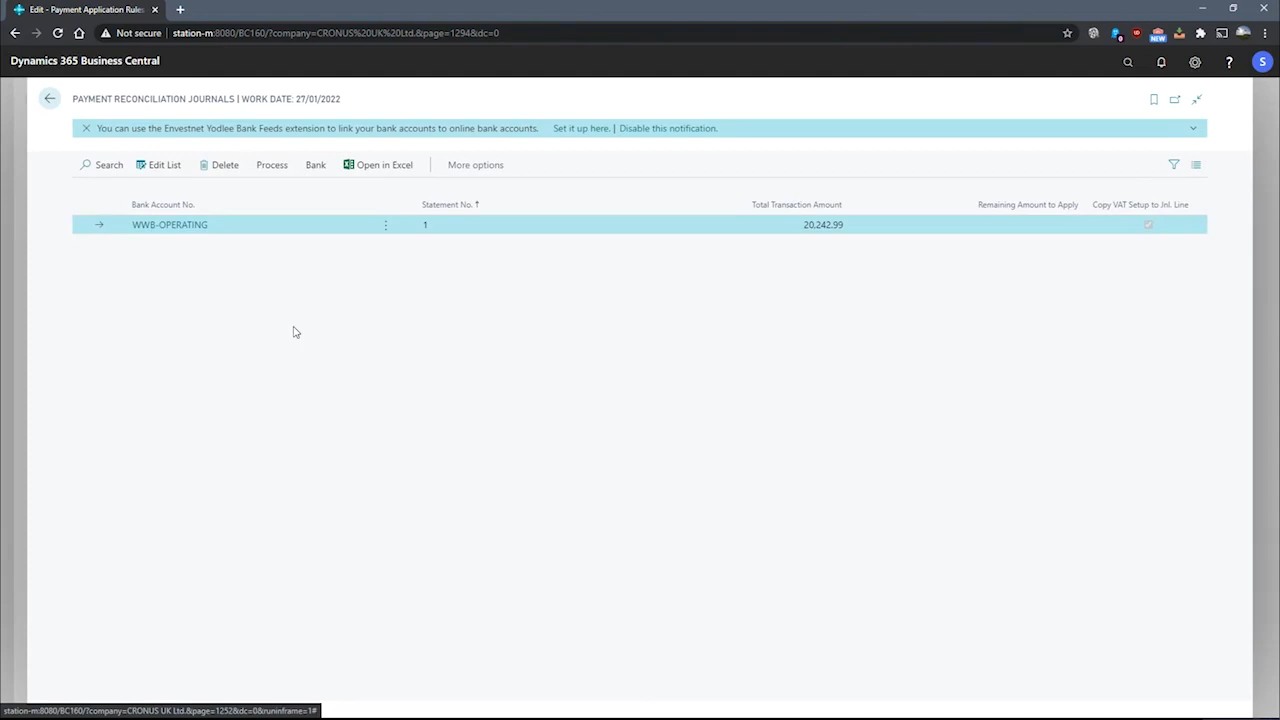 Edit - Payment Application Rules
Not secure | station-m:8080/BC160/?company=CRONUS%20UK%20Ltd.&page=1294&dc=0
NEW
Dynamics 365 Business Central
? S
PAYMENT RECONCILIATION JOURNALS | WORK DATE: 27/01/2022
You can use the Envestnet Yodlee Bank Feeds extension to link your bank accounts to online bank accounts. Set it up here. | Disable this notification.
Search Edit List Delete Process Bank Open in Excel More options
Bank Account No. Statement No. ↑ Total Transaction Amount Remaining Amount to Apply Copy VAT Setup to Jnl. Line
WWB-OPERATING 1 20,242.99
station-m:8080/BC160/?company=CRONUS UK Ltd.&page=1252&dc=0&runinframe=1#